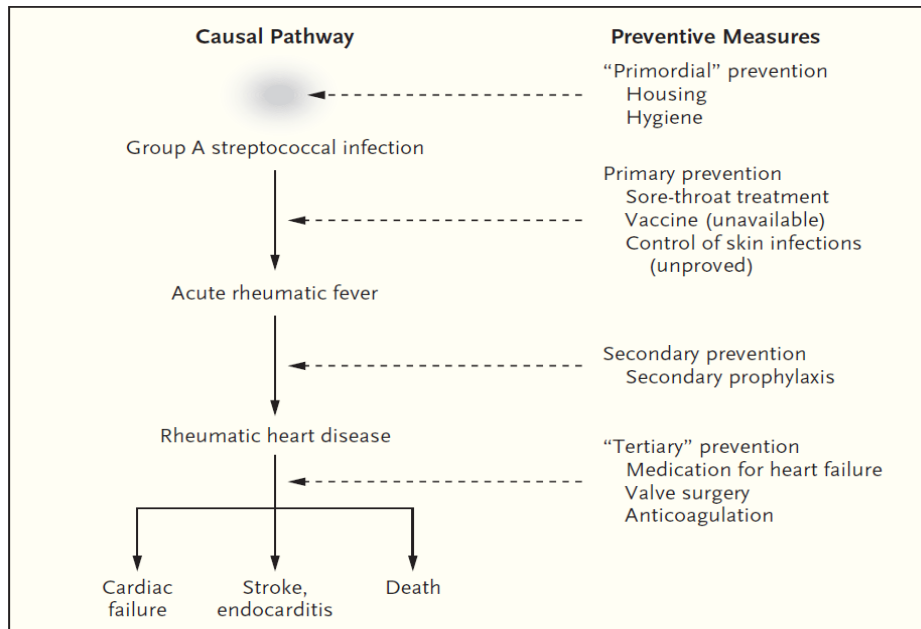 Causal Pathway
Preventive Measures
“Primordial” prevention
Housing
Hygiene
Group A streptococcal infection
Primary prevention
Sore-throat treatment
Vaccine (unavailable)
Control of skin infections
(unproved)
Acute rheumatic fever
Secondary prevention
Secondary prophylaxis
Rheumatic heart disease
“Tertiary” prevention
Medication for heart failure
Valve surgery
Anticoagulation
Cardiac
failure
Stroke,
endocarditis
Death